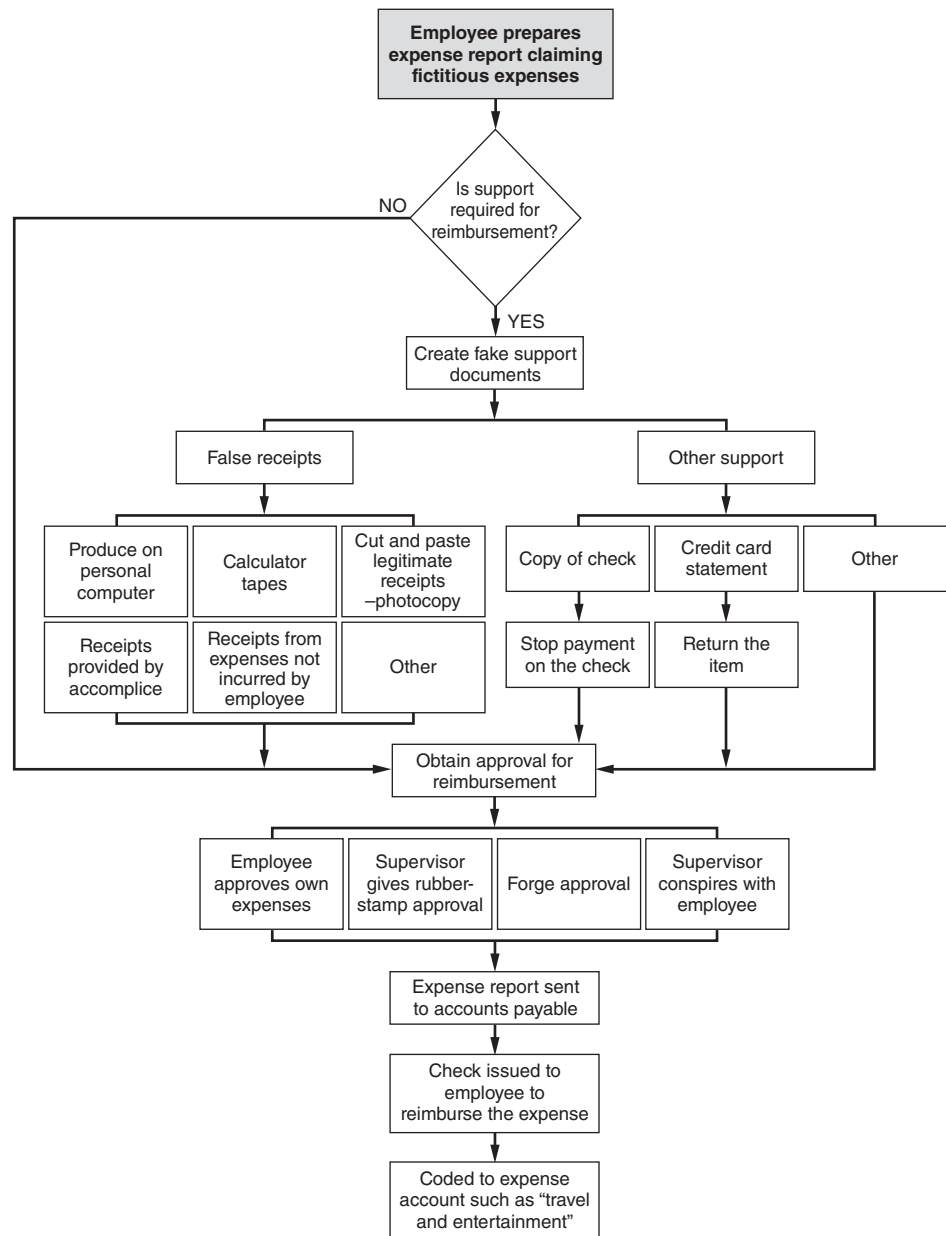 Employee prepares
expense report claiming
fictitious expenses
Is support
required for
reimbursement?
NO
YES
Create fake support
documents
False receipts
Other support
Produce on
personal
computer
Calculator
tapes
Cut and paste
legitimate
receipts
–photocopy
Copy of check
Credit card
statement
Other
Receipts
provided by
accomplice
Receipts from
expenses not
incurred by
employee
Other
Stop payment
on the check
Return the
item
Obtain approval for
reimbursement
Employee
approves own
expenses
Supervisor
gives rubber-
stamp approval
Forge approval
Supervisor
conspires with
employee
Expense report sent
to accounts payable
Check issued to
employee to
reimburse the expense
Coded to expense
account such as “travel
and entertainment”